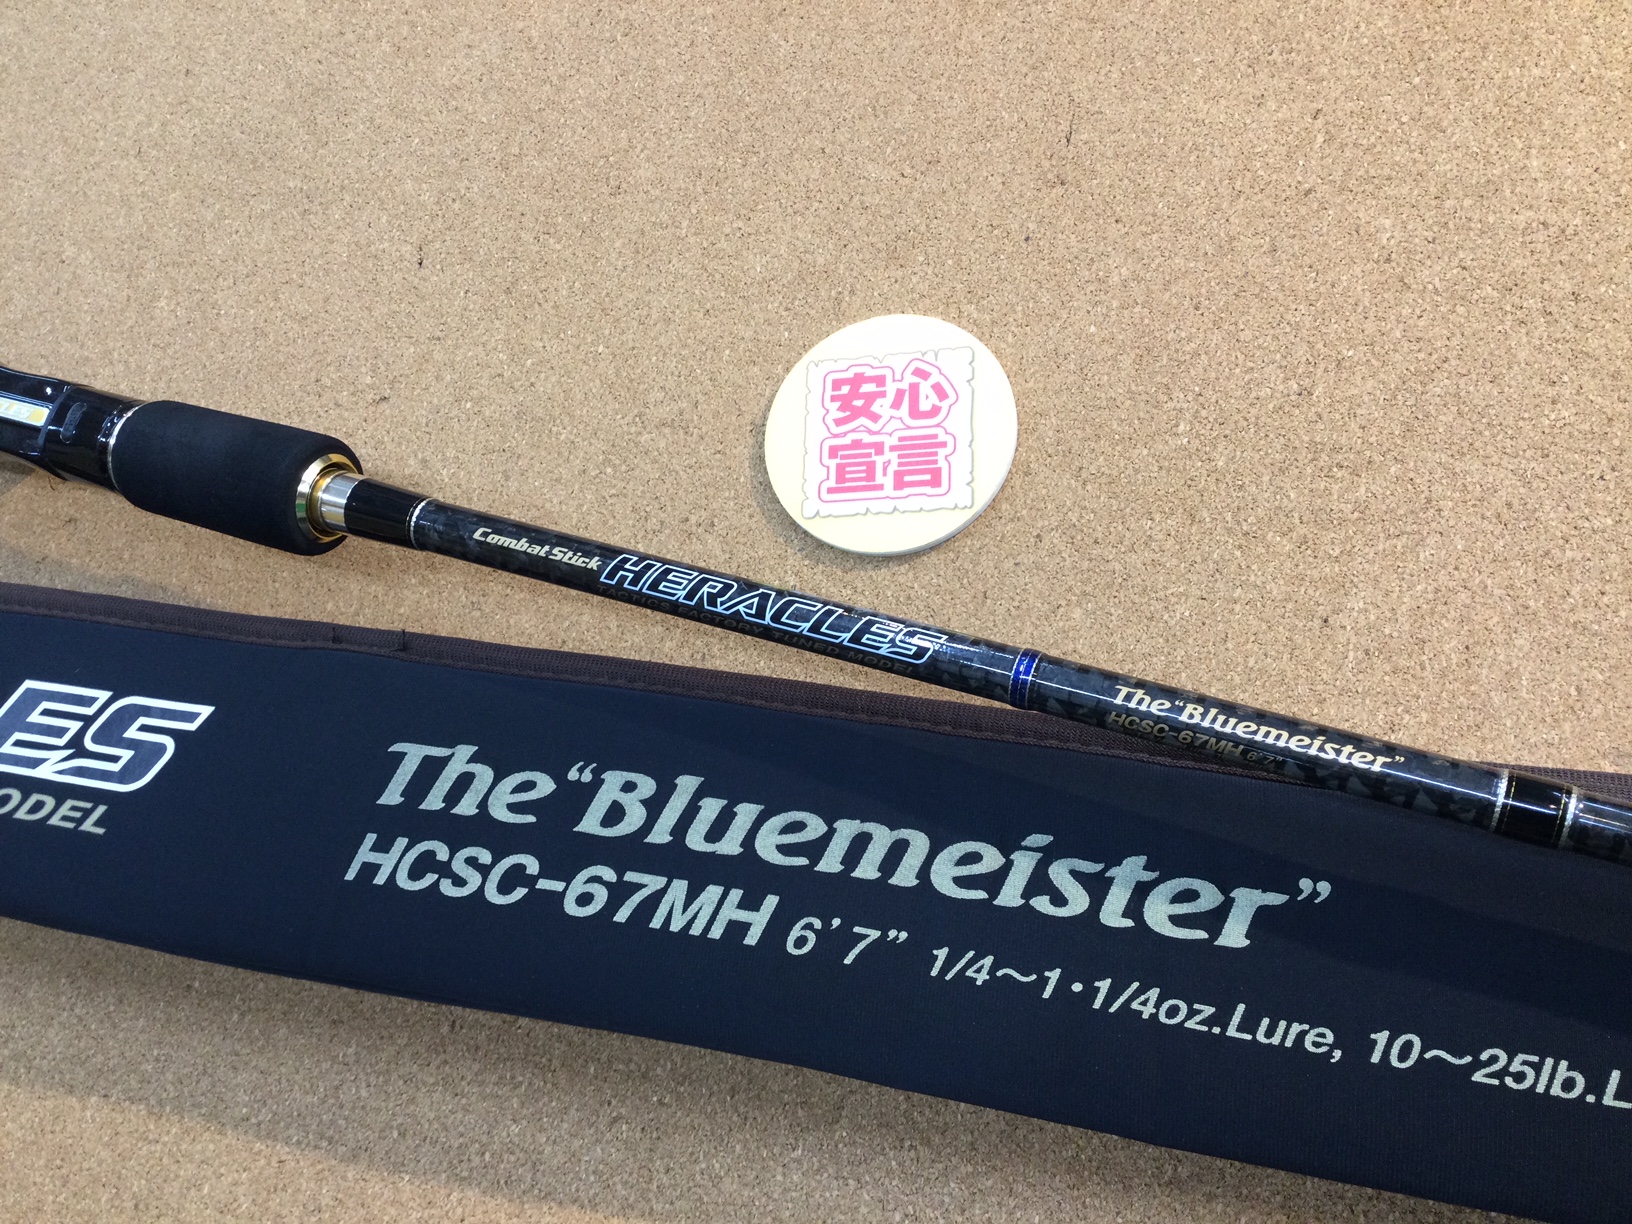 安心
宣言
Combat Stick HERACLES
TACTICS FACTORY TUNED MODEL
The “Bluemeister”
HCSC-67MH 6'7"
ES
ODEL
The “Bluemeister”
HCSC-67MH 6'7" 1/4～1・1/4oz.Lure, 10～25lb.L